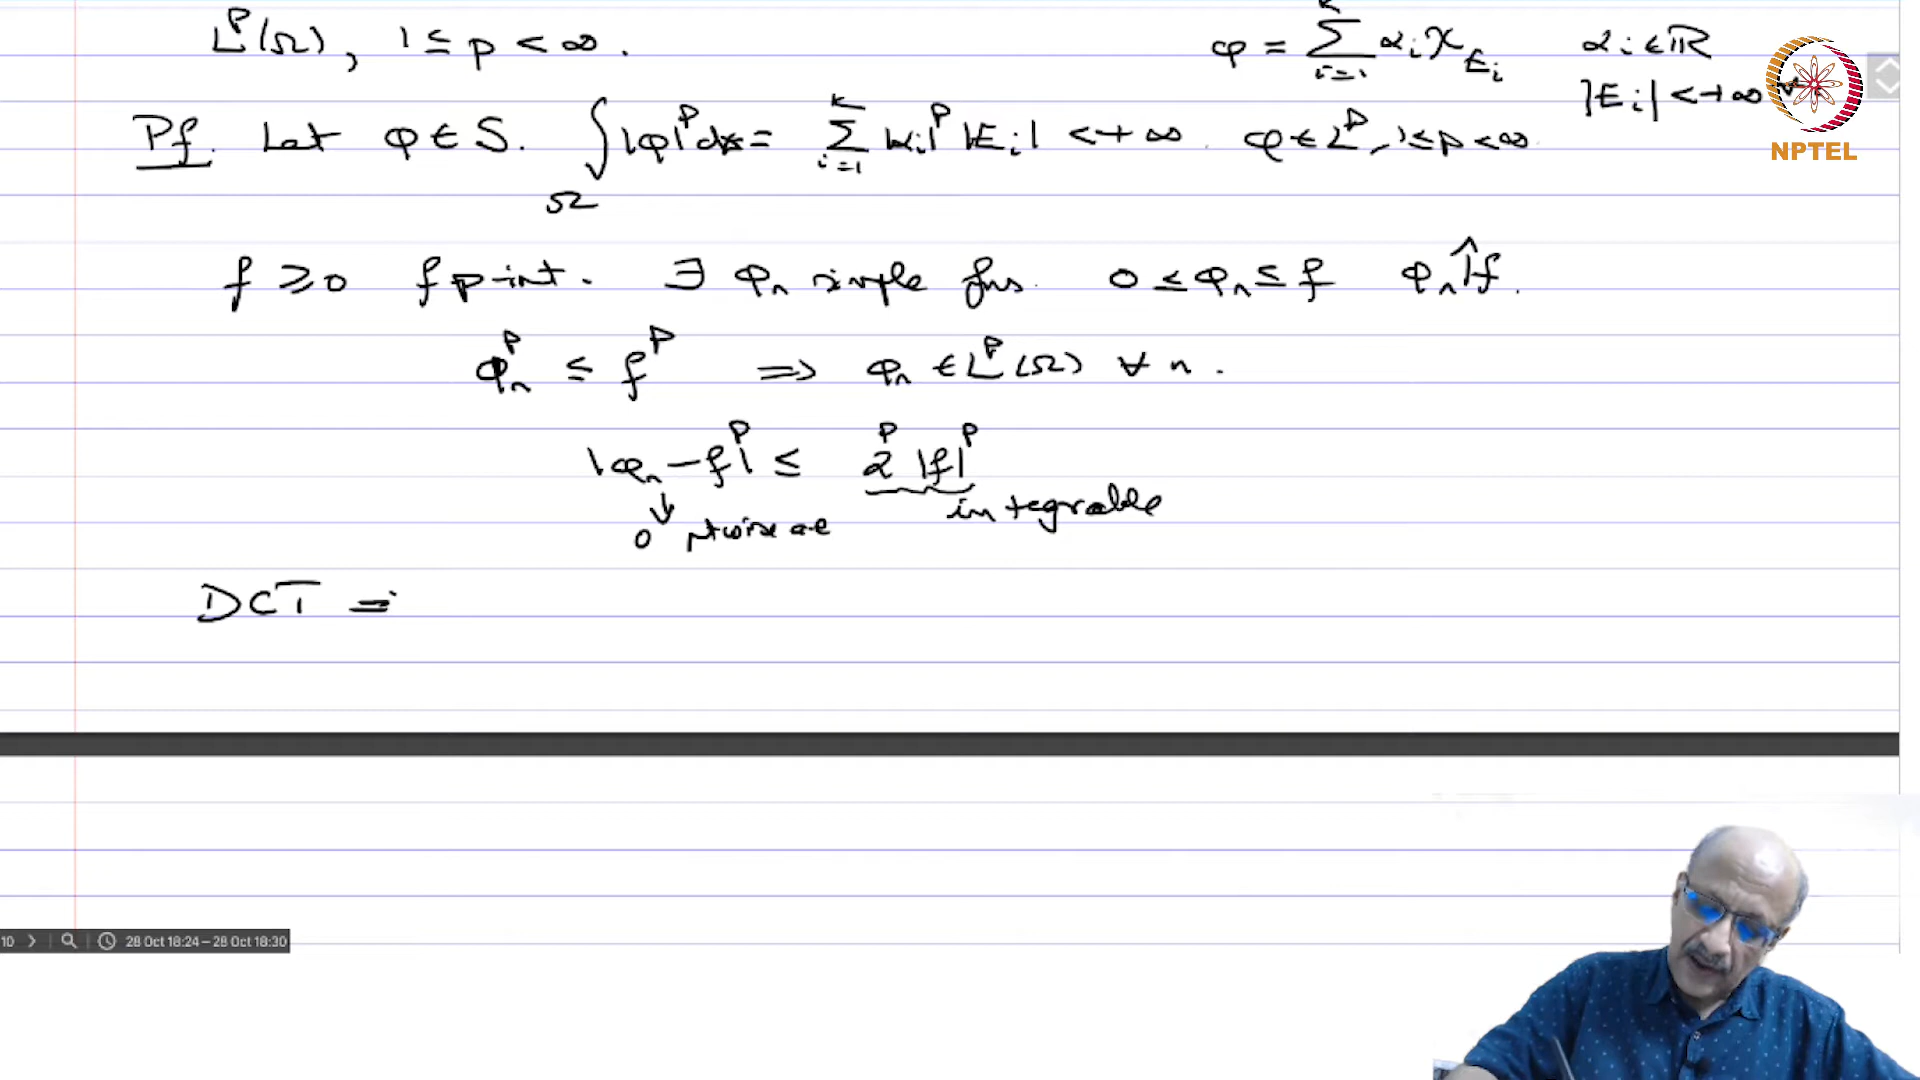 L^p(Ω), 1 ≤ p < ∞.
φ = Σ_{i=1}^{k} α_i χ_{E_i} α_i ∈ ℝ
|E_i| < +∞ ∀ i
Pf. Let φ ∈ S. ∫_Ω |φ|^p dx = Σ_{i=1}^{k} |α_i|^p |E_i| < +∞. φ ∈ L^p, 1 ≤ p < ∞.
NPTEL
f ≥ 0 f p-int. ∃ φ_n simple fns. 0 ≤ φ_n ≤ f φ_n ↑ f.
φ_n^p ≤ f^p ⟹ φ_n ∈ L^p(Ω) ∀ n.
|φ_n − f|^p ≤ 2^p |f|^p
↓ integrable
0 ptwise ae
DCT =
10 28 Oct 18:24 – 28 Oct 18:30